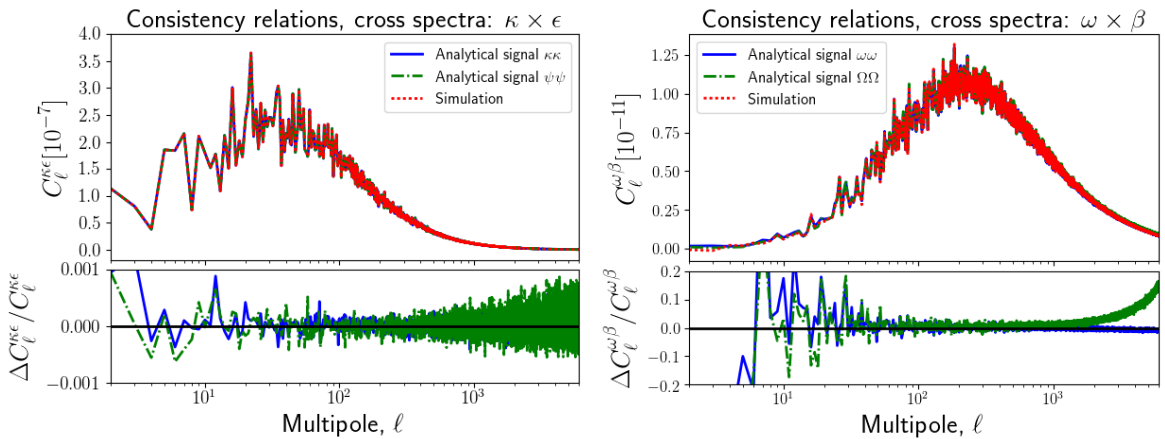 Consistency relations, cross spectra: κ × ϵ
4.0
3.5
3.0
2.5
2.0
1.5
1.0
0.5
0.0
C_ℓ^{κϵ}[10^{-7}]
Analytical signal κκ
Analytical signal ψψ
Simulation
0.001
0.000
−0.001
ΔC_ℓ^{κϵ}/C_ℓ^{κϵ}
10^1
10^2
10^3
Multipole, ℓ
Consistency relations, cross spectra: ω × β
1.25
1.00
0.75
0.50
0.25
0.00
C_ℓ^{ωβ}[10^{-11}]
Analytical signal ωω
Analytical signal ΩΩ
Simulation
0.2
0.1
0.0
−0.1
−0.2
ΔC_ℓ^{ωβ}/C_ℓ^{ωβ}
10^1
10^2
10^3
Multipole, ℓ